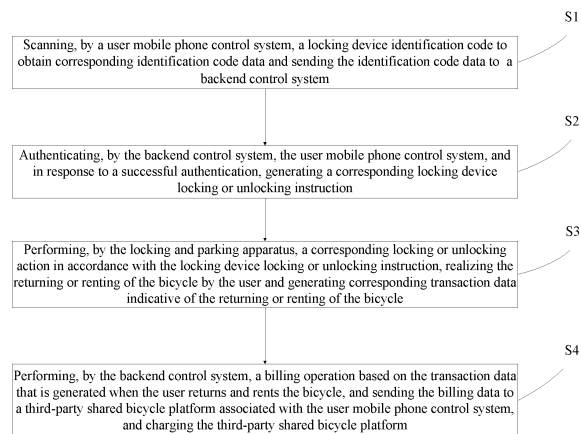 S1
Scanning, by a user mobile phone control system, a locking device identification code to
obtain corresponding identification code data and sending the identification code data to a
backend control system
S2
Authenticating, by the backend control system, the user mobile phone control system, and
in response to a successful authentication, generating a corresponding locking device
locking or unlocking instruction
S3
Performing, by the locking and parking apparatus, a corresponding locking or unlocking
action in accordance with the locking device locking or unlocking instruction, realizing the
returning or renting of the bicycle by the user and generating corresponding transaction data
indicative of the returning or renting of the bicycle
S4
Performing, by the backend control system, a billing operation based on the transaction data
that is generated when the user returns and rents the bicycle, and sending the billing data to
a third-party shared bicycle platform associated with the user mobile phone control system,
and charging the third-party shared bicycle platform